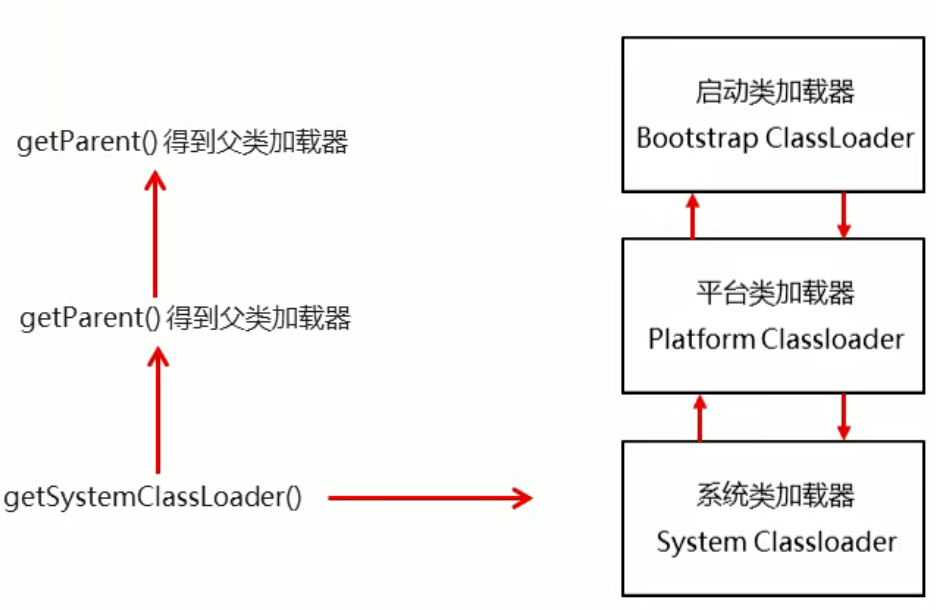 getParent() 得到父类加载器
getParent() 得到父类加载器
getSystemClassLoader()
启动类加载器
Bootstrap ClassLoader
平台类加载器
Platform Classloader
系统类加载器
System Classloader